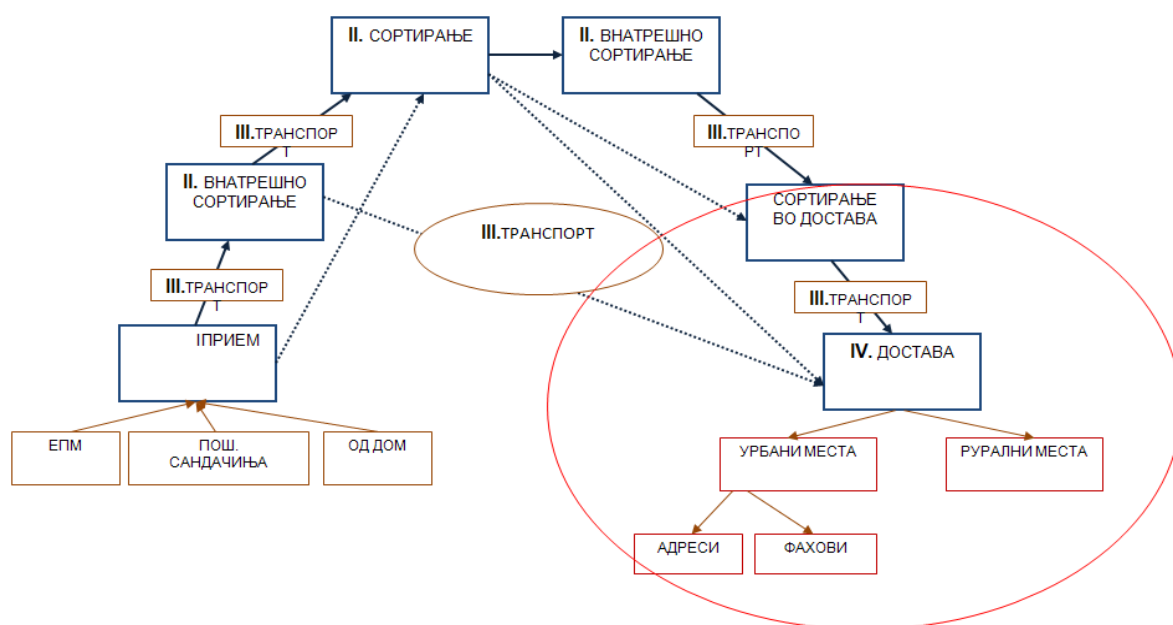 II. СОРТИРАЊЕ
II. ВНАТРЕШНО
СОРТИРАЊЕ
III.ТРАНСПОР
Т
III.ТРАНСПО
РТ
II. ВНАТРЕШНО
СОРТИРАЊЕ
СОРТИРАЊЕ
ВО ДОСТАВА
III.ТРАНСПОРТ
III.ТРАНСПОР
Т
III.ТРАНСПОР
Т
IПРИЕМ
IV. ДОСТАВА
ЕПМ
ПОШ.
САНДАЧИЊА
ОД ДОМ
УРБАНИ МЕСТА
РУРАЛНИ МЕСТА
АДРЕСИ
ФАХОВИ